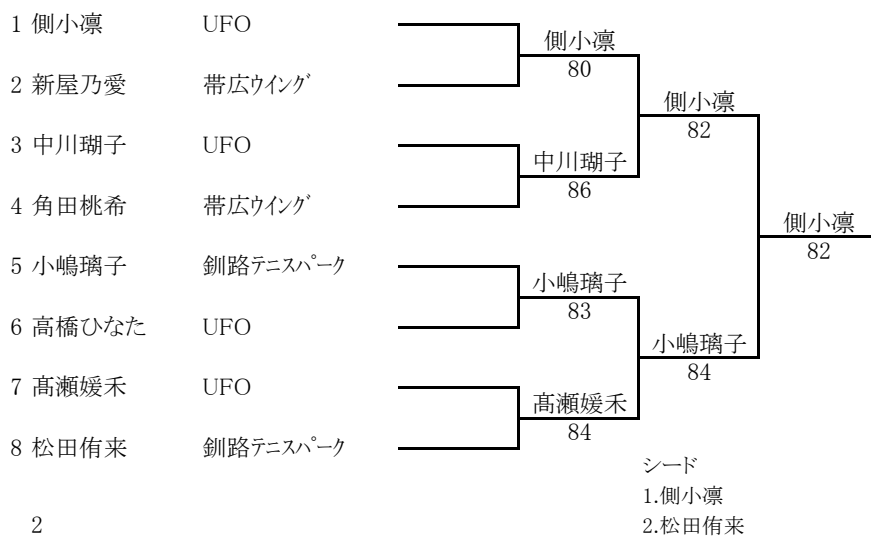 1 側小凛 UFO
2 新屋乃愛 帯広ウイング
3 中川瑚子 UFO
4 角田桃希 帯広ウイング
5 小嶋璃子 釧路テニスパーク
6 高橋ひなた UFO
7 髙瀬媛禾 UFO
8 松田侑来 釧路テニスパーク
側小凛
80
中川瑚子
86
小嶋璃子
83
髙瀬媛禾
84
側小凛
82
小嶋璃子
84
側小凛
82
シード
1.側小凛
2.松田侑来
2